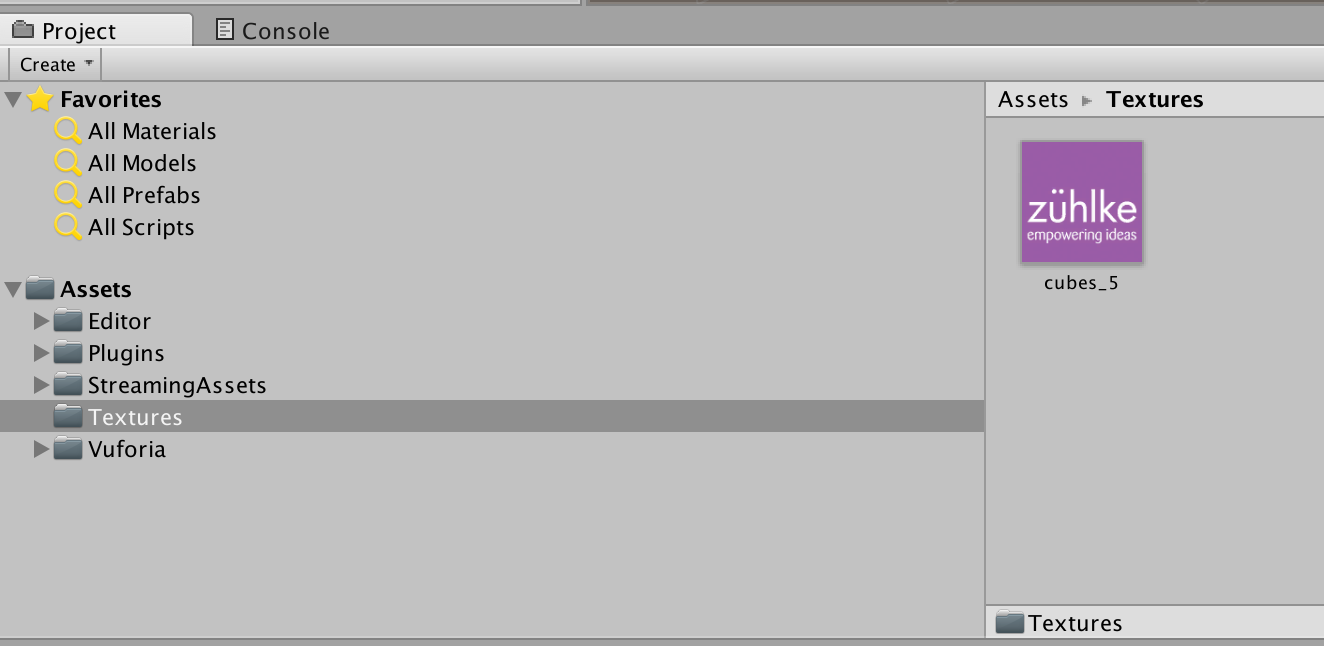 Project
Console
Create
Favorites
All Materials
All Models
All Prefabs
All Scripts
Assets
Editor
Plugins
StreamingAssets
Textures
Vuforia
Assets Textures
zühlke
empowering ideas
cubes_5
Textures